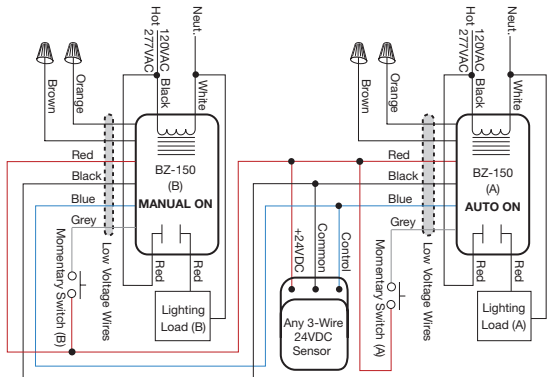 Hot
120VAC
277VAC
Neut.
Brown
Orange
Black
White
Red
Black
Blue
Grey
BZ-150
(B)
MANUAL ON
Red
Red
Momentary Switch (B)
Low Voltage Wires
Lighting
Load (B)
+24VDC
Common
Control
Any 3-Wire
24VDC
Sensor
Hot
120VAC
277VAC
Neut.
Brown
Orange
Black
White
Red
Black
Blue
Grey
BZ-150
(A)
AUTO ON
Red
Red
Momentary Switch (A)
Low Voltage Wires
Lighting
Load (A)